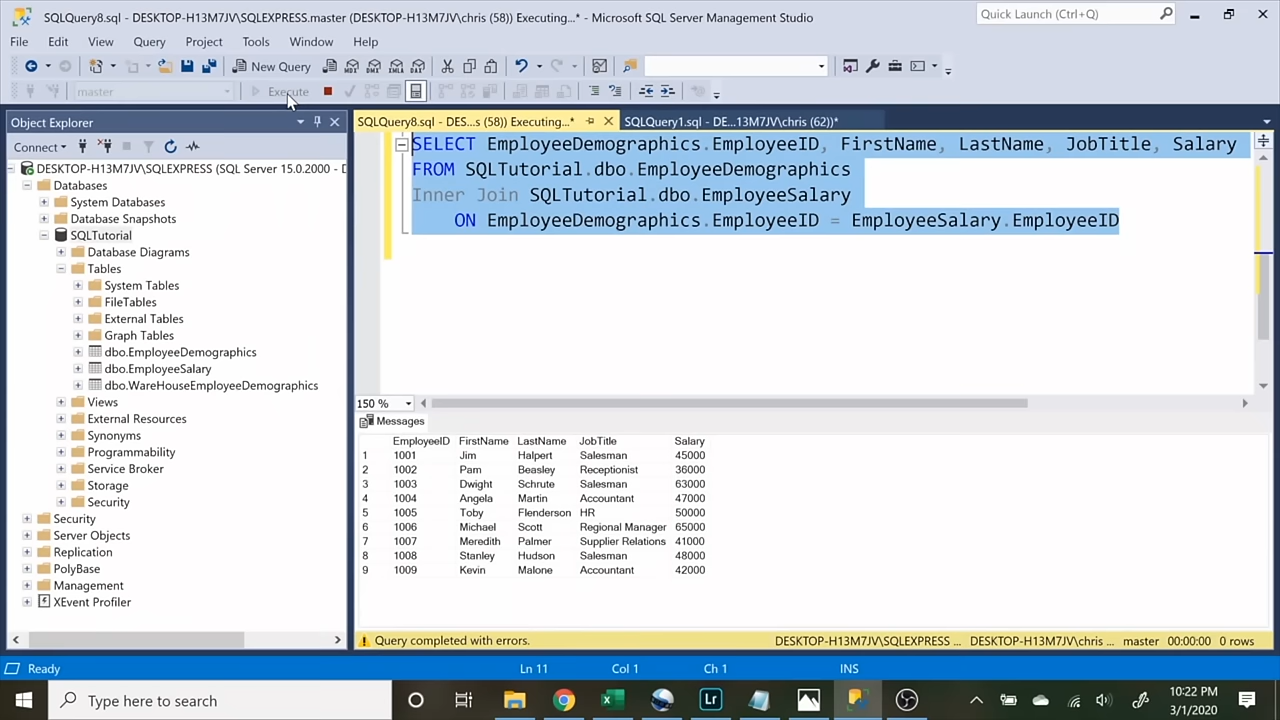 SQLQuery8.sql - DESKTOP-H13M7JV\SQLEXPRESS.master (DESKTOP-H13M7JV\chris (58)) Executing...* - Microsoft SQL Server Management Studio
Quick Launch (Ctrl+Q)
File Edit View Query Project Tools Window Help
New Query MDX DMX XMLA DAX
master Execute
Object Explorer
SQLQuery8.sql - DES...s (58)) Executing...* SQLQuery1.sql - DE...13M7JV\chris (62))*
Connect
DESKTOP-H13M7JV\SQLEXPRESS (SQL Server 15.0.2000 - D
Databases
System Databases
Database Snapshots
SQLTutorial
Database Diagrams
Tables
System Tables
FileTables
External Tables
Graph Tables
dbo.EmployeeDemographics
dbo.EmployeeSalary
dbo.WareHouseEmployeeDemographics
Views
External Resources
Synonyms
Programmability
Service Broker
Storage
Security
Security
Server Objects
Replication
PolyBase
Management
XEvent Profiler
SELECT EmployeeDemographics.EmployeeID, FirstName, LastName, JobTitle, Salary
FROM SQLTutorial.dbo.EmployeeDemographics
Inner Join SQLTutorial.dbo.EmployeeSalary
ON EmployeeDemographics.EmployeeID = EmployeeSalary.EmployeeID
150 %
Messages
EmployeeID FirstName LastName JobTitle Salary
1 1001 Jim Halpert Salesman 45000
2 1002 Pam Beasley Receptionist 36000
3 1003 Dwight Schrute Salesman 63000
4 1004 Angela Martin Accountant 47000
5 1005 Toby Flenderson HR 50000
6 1006 Michael Scott Regional Manager 65000
7 1007 Meredith Palmer Supplier Relations 41000
8 1008 Stanley Hudson Salesman 48000
9 1009 Kevin Malone Accountant 42000
Query completed with errors. DESKTOP-H13M7JV\SQLEXPRESS ... DESKTOP-H13M7JV\chris ... master 00:00:00 0 rows
Ready Ln 11 Col 1 Ch 1 INS
Type here to search
Lr
10:22 PM
3/1/2020